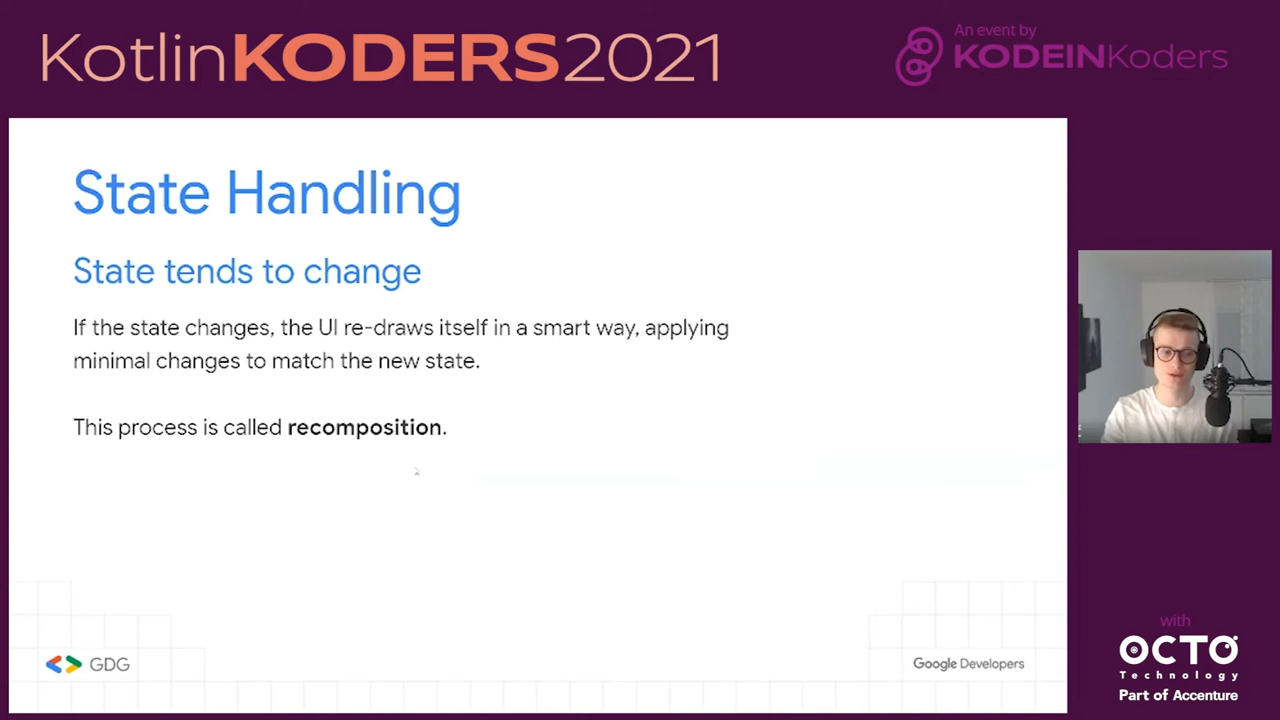 KotlinKODERS2021
An event by
KODEINKoders
State Handling
State tends to change
If the state changes, the UI re-draws itself in a smart way, applying
minimal changes to match the new state.
This process is called recomposition.
GDG
Google Developers
with
OCTO
Technology
Part of Accenture